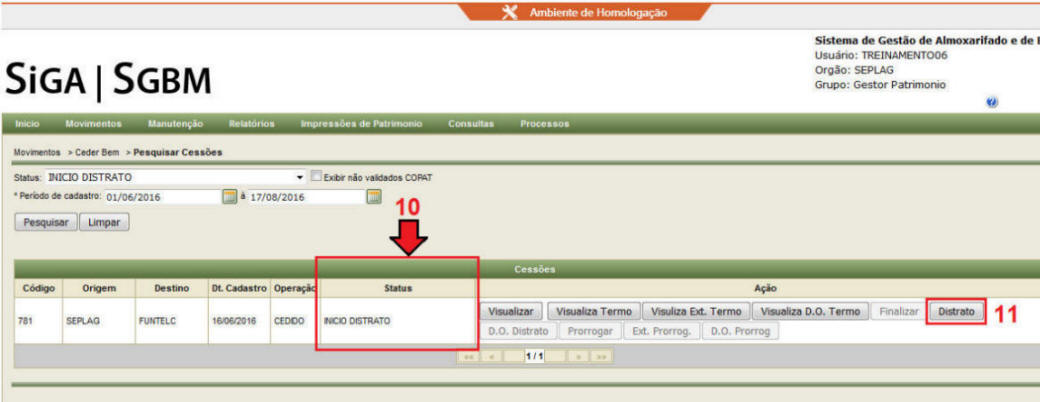 Ambiente de Homologação
Sistema de Gestão de Almoxarifado e de
Usuário: TREINAMENTO06
Orgão: SEPLAG
Grupo: Gestor Patrimonio
SIGA | SGBM
Inicio Movimentos Manutenção Relatórios Impressões de Patrimonio Consultas Processos
Movimentos > Ceder Bem > Pesquisar Cessões
Status: INICIO DISTRATO Exibir não validados COPAT
* Período de cadastro: 01/06/2016 à 17/08/2016
10
Pesquisar Limpar
Cessões
Código Origem Destino Dt. Cadastro Operação Status Ação
781 SEPLAG FUNTELC 16/06/2016 CEDIDO INICIO DISTRATO
Visualizar Visualiza Termo Visuliza Ext. Termo Visualiza D.O. Termo Finalizar Distrato 11
D.O. Distrato Prorrogar Ext. Prorrog. D.O. Prorrog
<< < 1/1 > >>